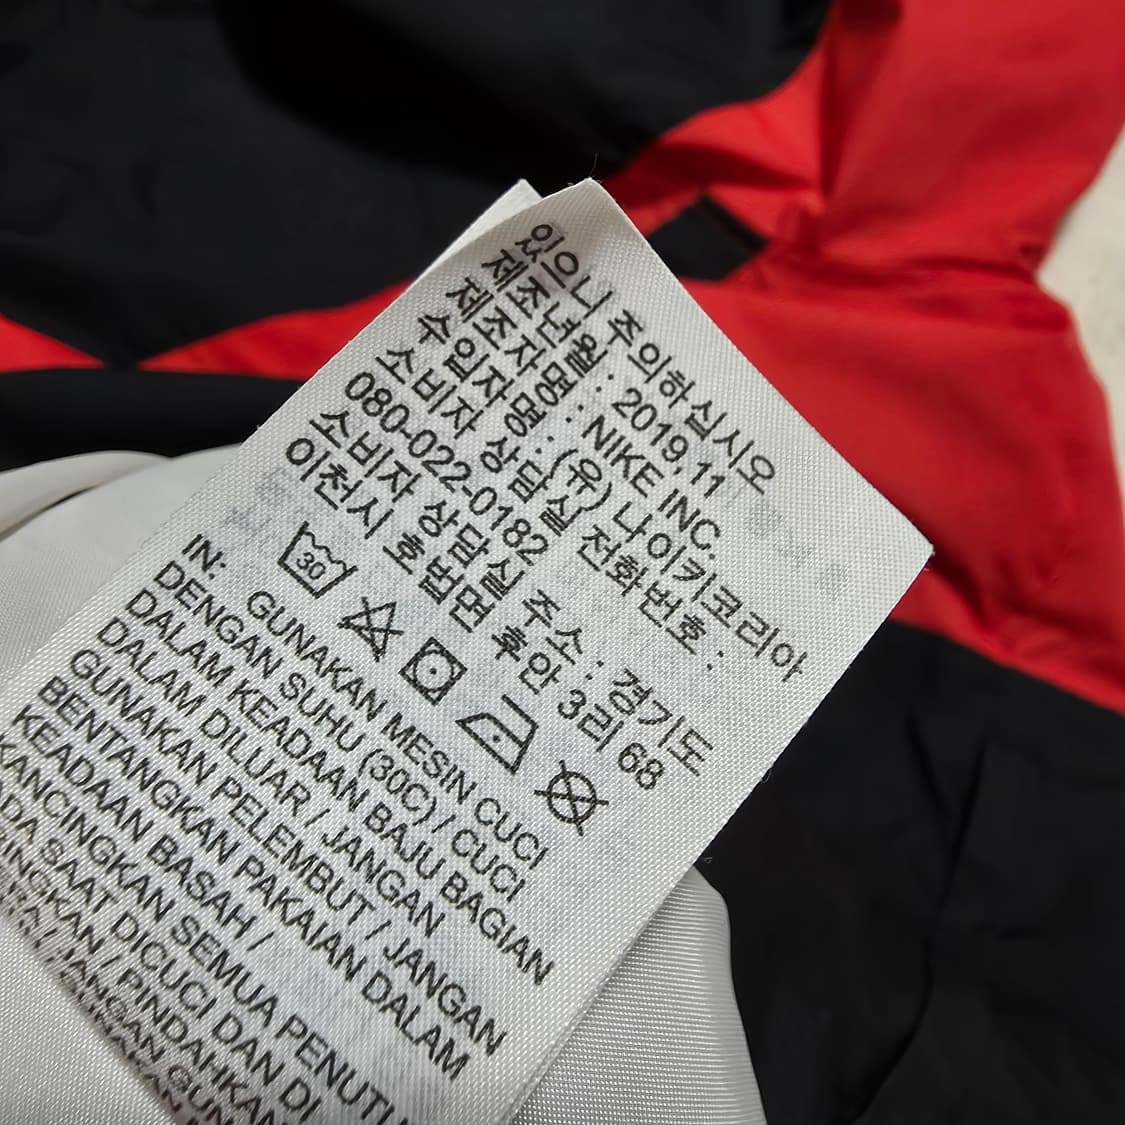 있으니 주의하십시오
제조년월 : 2019.11
제조자명 : NIKE INC.
수입자명 : (유) 나이키코리아
소비자 상담실 전화번호 :
080-022-0182
소비자 상담실 주소 : 경기도
이천시 호법면 후안 3리 68
30
IN: GUNAKAN MESIN CUCI
DENGAN SUHU (30C) / CUCI
DALAM KEADAAN BAJU BAGIAN
DALAM DILUAR / JANGAN
GUNAKAN PELEMBUT / JANGAN
BENTANGKAN PAKAIAN DALAM
KEADAAN BASAH /
KANCINGKAN SEMUA PENUTU
SAAT DICUCI DAN DI
/ PINDAHKAN
JANGAN